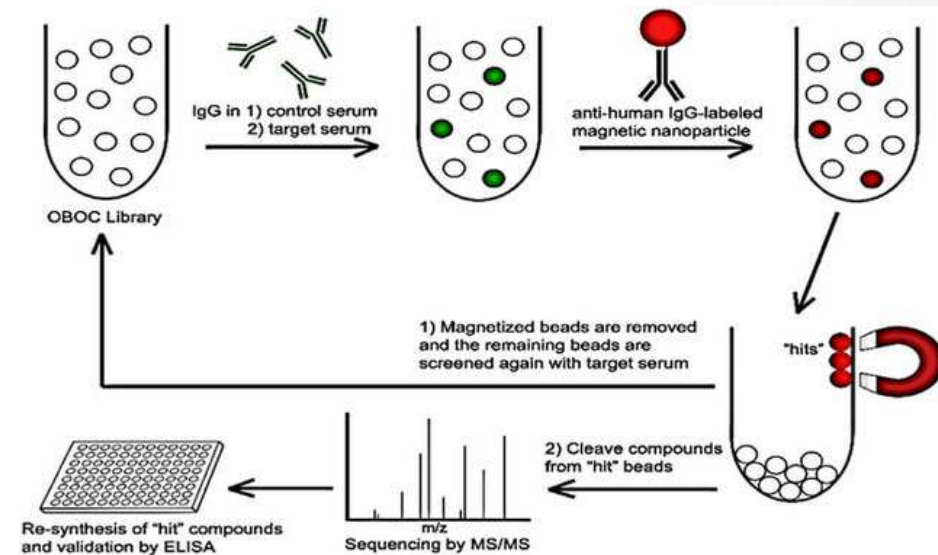 IgG in 1) control serum
2) target serum
anti-human IgG-labeled
magnetic nanoparticle
OBOC Library
1) Magnetized beads are removed
and the remaining beads are
screened again with target serum
"hits"
2) Cleave compounds
from "hit" beads
m/z
Sequencing by MS/MS
Re-synthesis of "hit" compounds
and validation by ELISA